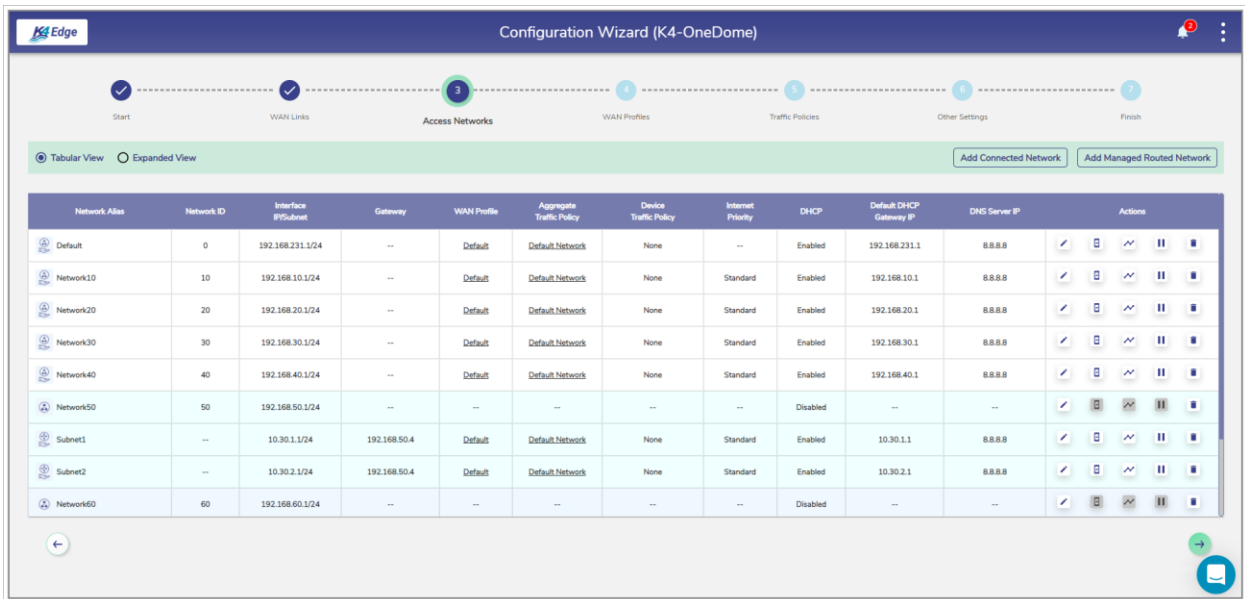 K4 Edge
Configuration Wizard (K4-OneDome)
2
3 4 5 6 7
Start WAN Links Access Networks WAN Profiles Traffic Policies Other Settings Finish
Tabular View Expanded View Add Connected Network Add Managed Routed Network
Network Alias Network ID Interface IP/Subnet Gateway WAN Profile Aggregate Traffic Policy Device Traffic Policy Internet Priority DHCP Default DHCP Gateway IP DNS Server IP Actions
Default 0 192.168.231.1/24 -- Default Default Network None -- Enabled 192.168.231.1 8.8.8.8
Network10 10 192.168.10.1/24 -- Default Default Network None Standard Enabled 192.168.10.1 8.8.8.8
Network20 20 192.168.20.1/24 -- Default Default Network None Standard Enabled 192.168.20.1 8.8.8.8
Network30 30 192.168.30.1/24 -- Default Default Network None Standard Enabled 192.168.30.1 8.8.8.8
Network40 40 192.168.40.1/24 -- Default Default Network None Standard Enabled 192.168.40.1 8.8.8.8
Network50 50 192.168.50.1/24 -- -- -- -- -- Disabled -- --
Subnet1 -- 10.30.1.1/24 192.168.50.4 Default Default Network None Standard Enabled 10.30.1.1 8.8.8.8
Subnet2 -- 10.30.2.1/24 192.168.50.4 Default Default Network None Standard Enabled 10.30.2.1 8.8.8.8
Network60 60 192.168.60.1/24 -- -- -- -- -- Disabled -- --